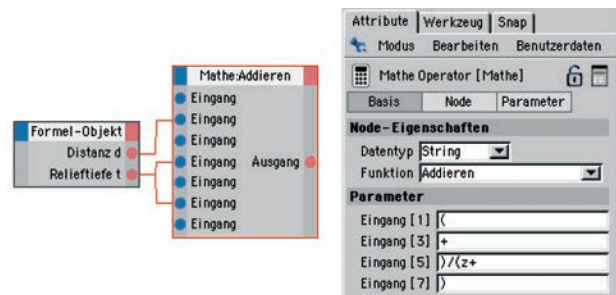 Formel-Objekt
Distanz d
Relieftiefe t
Mathe:Addieren
Eingang
Eingang
Eingang
Eingang
Eingang
Eingang
Eingang
Ausgang
Attribute Werkzeug Snap
Modus Bearbeiten Benutzerdaten
Mathe Operator [Mathe]
Basis Node Parameter
Node-Eigenschaften
Datentyp String
Funktion Addieren
Parameter
Eingang [1] (
Eingang [3] +
Eingang [5] )/(z+
Eingang [7] )